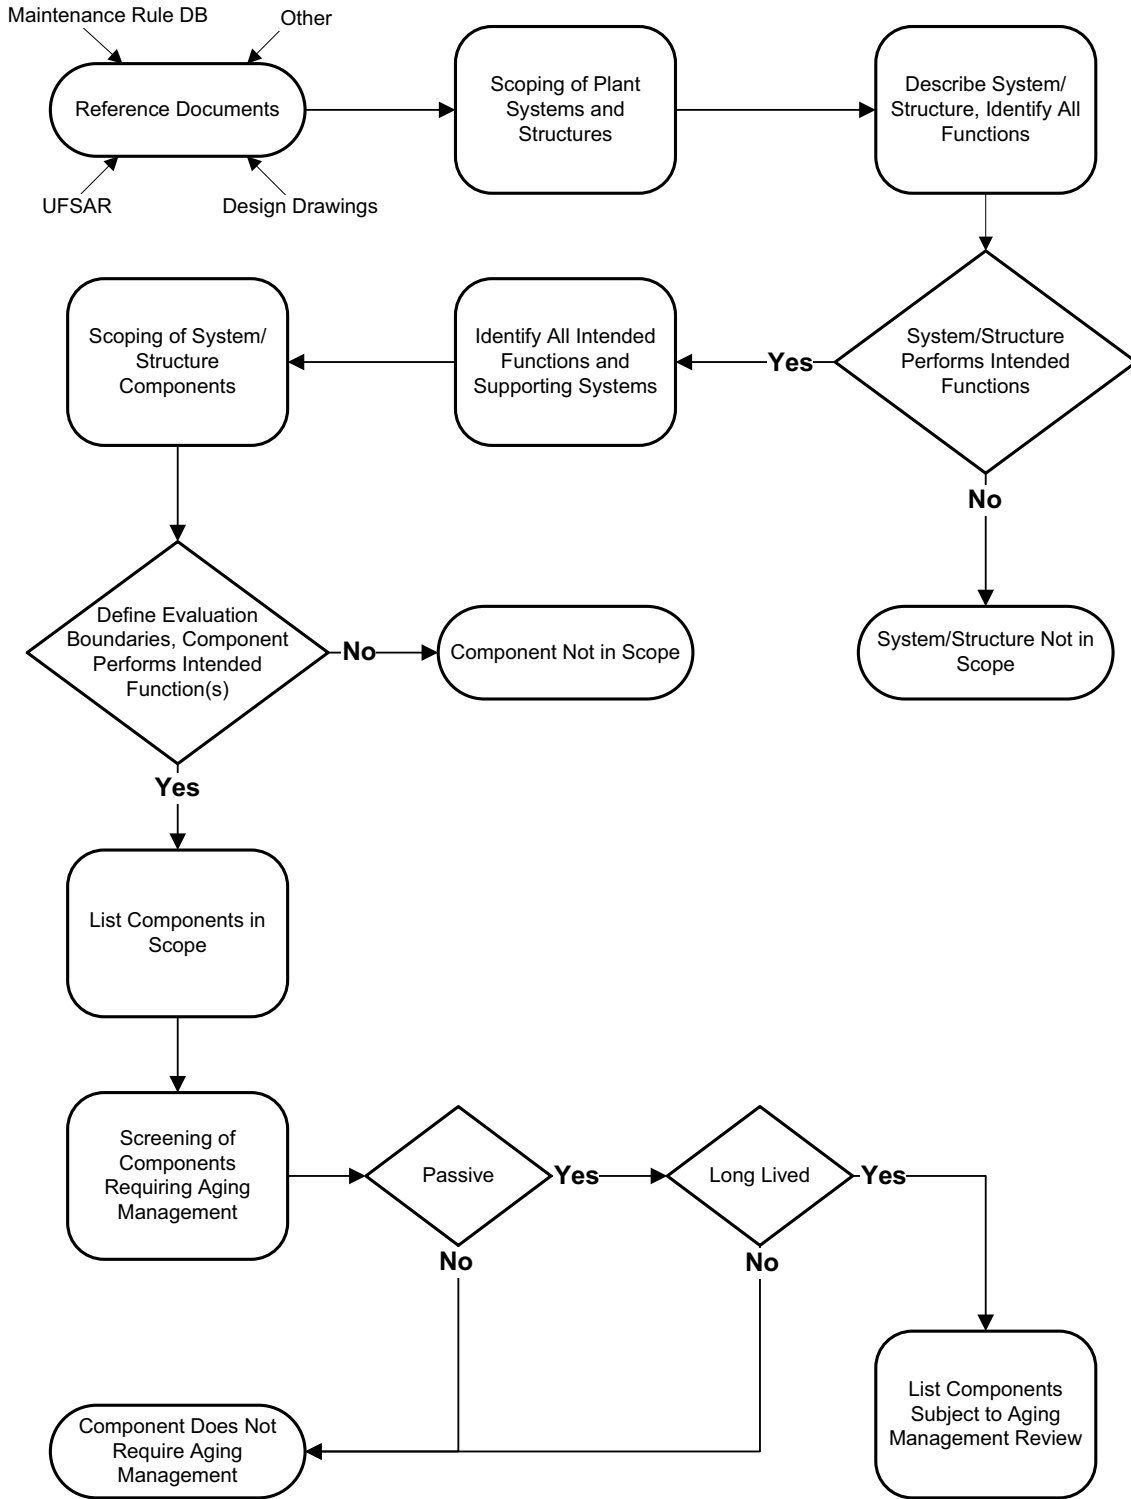 Maintenance Rule DB
Other
Reference Documents
UFSAR
Design Drawings
Scoping of Plant
Systems and
Structures
Describe System/
Structure, Identify All
Functions
System/Structure
Performs Intended
Functions
Yes
No
Identify All Intended
Functions and
Supporting Systems
Scoping of System/
Structure
Components
System/Structure Not in
Scope
Define Evaluation
Boundaries, Component
Performs Intended
Function(s)
No
Component Not in Scope
Yes
List Components in
Scope
Screening of
Components
Requiring Aging
Management
Passive
Yes
No
Long Lived
Yes
No
Component Does Not
Require Aging
Management
List Components
Subject to Aging
Management Review